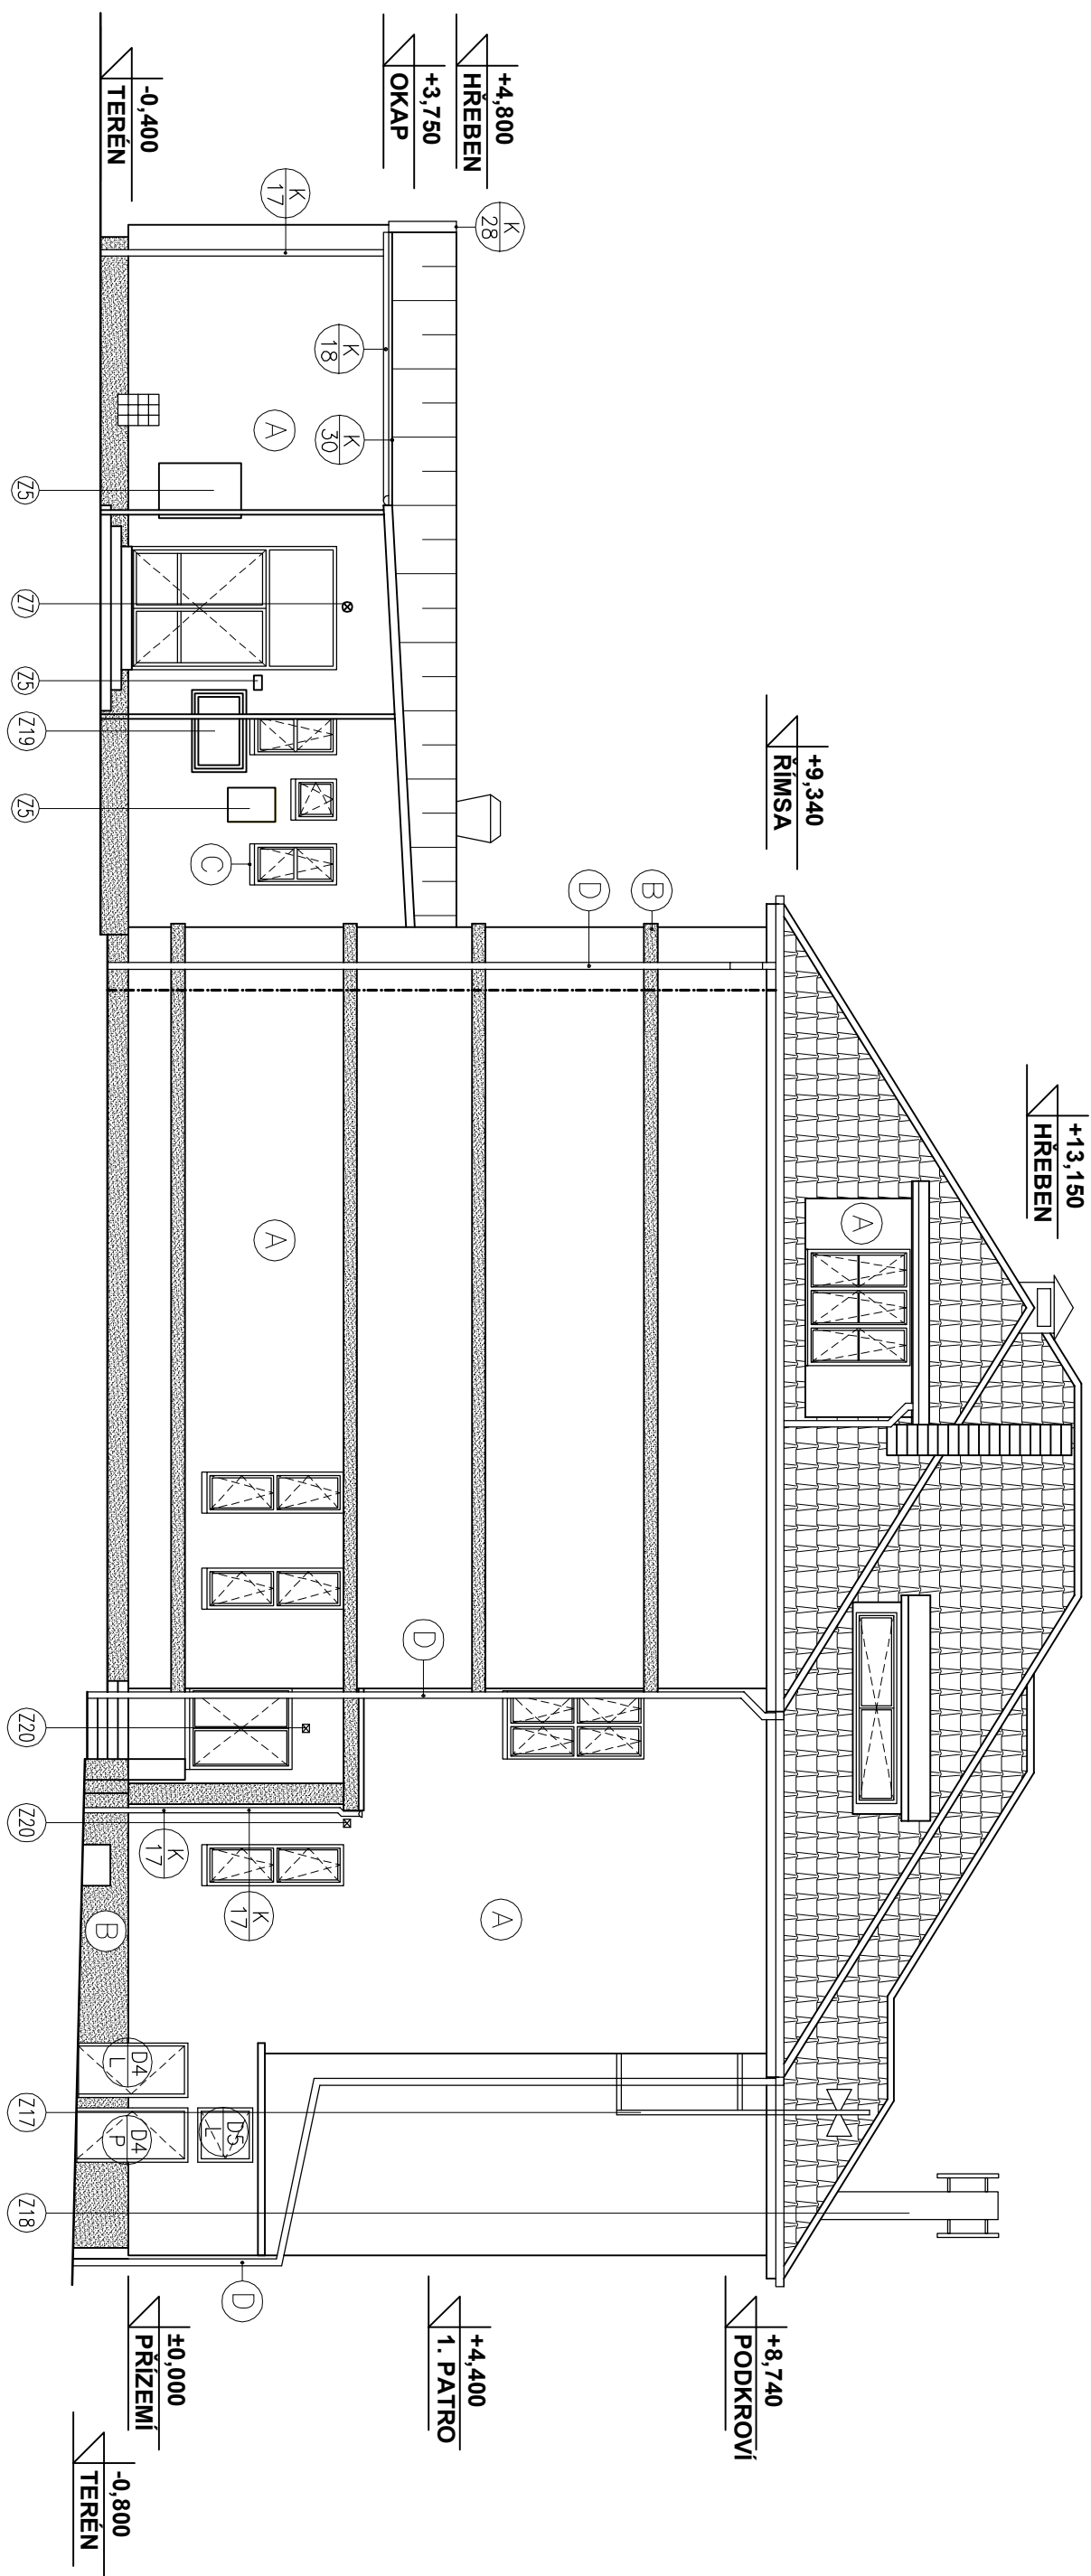 +13,150
HŘEBEN
+9,340
ŘÍMSA
+4,800
HŘEBEN
+3,750
OKAP
-0,400
TERÉN
+8,740
PODKROVÍ
+4,400
1. PATRO
±0,000
PŘÍZEMÍ
-0,800
TERÉN
K
28
K
17
K
18
K
30
A
A
A
A
B
D
C
D
K
17
K
17
B
D4
L
D4
P
D5
L
D
Z5
Z7
Z5
Z19
Z5
Z20
Z20
Z17
Z18